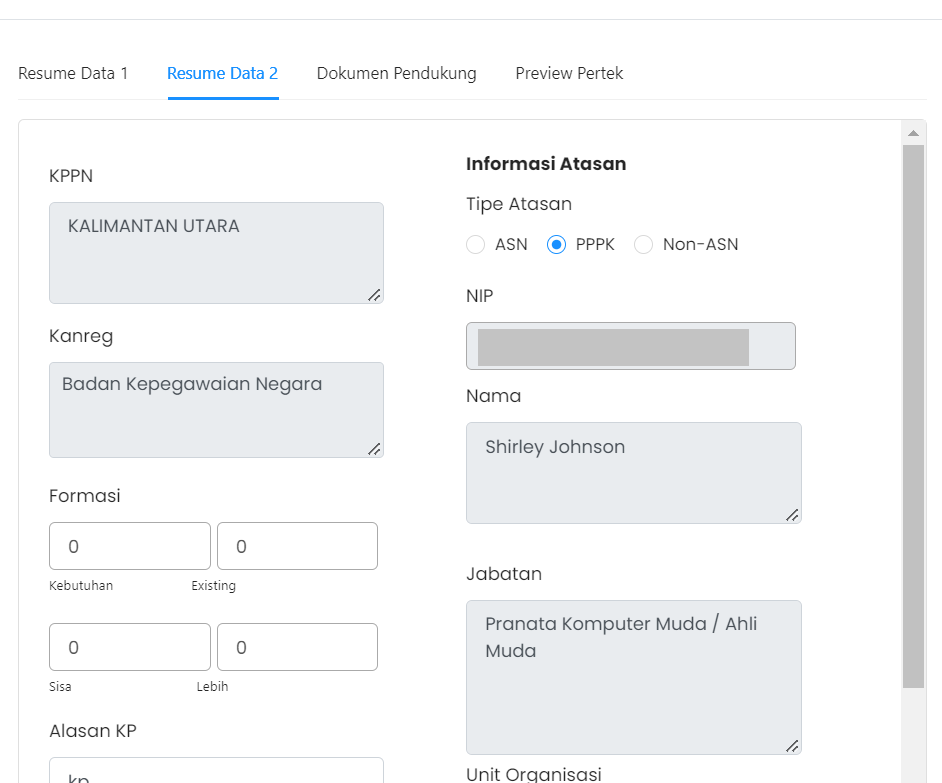 Resume Data 1
Resume Data 2
Dokumen Pendukung
Preview Pertek
KPPN
KALIMANTAN UTARA
Kanreg
Badan Kepegawaian Negara
Formasi
0
0
Kebutuhan
Existing
0
0
Sisa
Lebih
Alasan KP
kp
Informasi Atasan
Tipe Atasan
ASN
PPPK
Non-ASN
NIP
Nama
Shirley Johnson
Jabatan
Pranata Komputer Muda / Ahli
Muda
Unit Organisasi